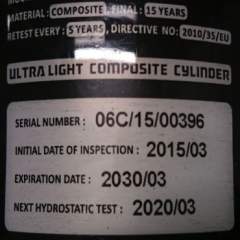 MATERIAL: COMPOSITE, FINAL: 15 YEARS
RETEST EVERY: 5 YEARS, DIRECTIVE NO: 2010/35/EU
ULTRA LIGHT COMPOSITE CYLINDER
SERIAL NUMBER : 06C/15/00396
INITIAL DATE OF INSPECTION : 2015/03
EXPIRATION DATE : 2030/03
NEXT HYDROSTATIC TEST : 2020/03